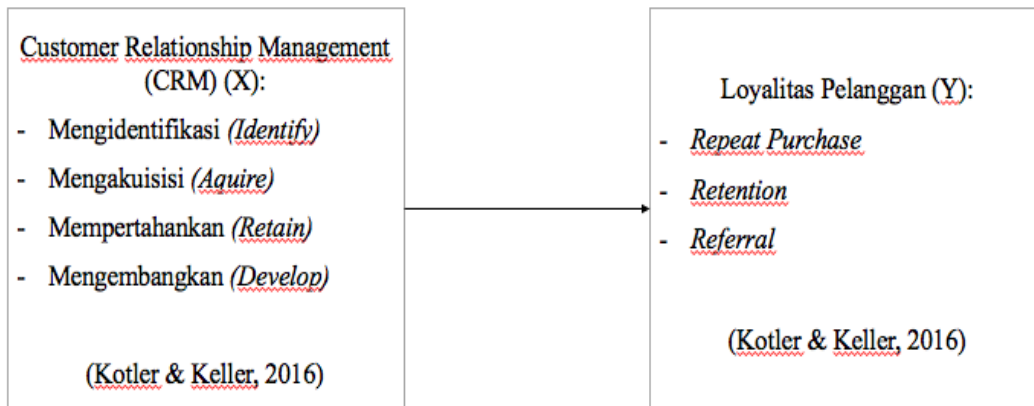 Customer Relationship Management
(CRM) (X):
- Mengidentifikasi (Identify)
- Mengakuisisi (Aquire)
- Mempertahankan (Retain)
- Mengembangkan (Develop)
(Kotler & Keller, 2016)
Loyalitas Pelanggan (Y):
- Repeat Purchase
- Retention
- Referral
(Kotler & Keller, 2016)